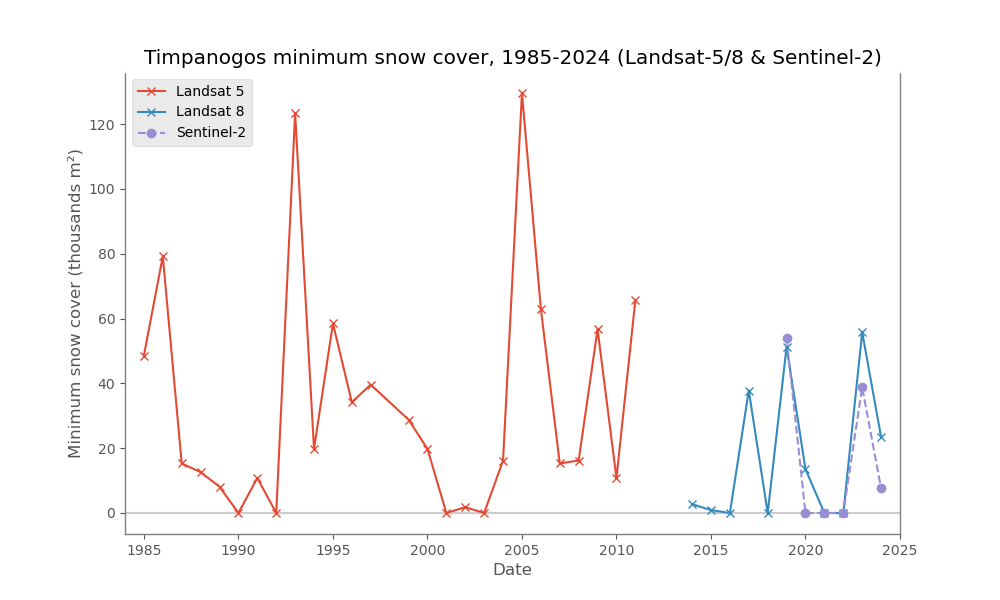 Timpanogos minimum snow cover, 1985-2024 (Landsat-5/8 & Sentinel-2)
Landsat 5
Landsat 8
Sentinel-2
Minimum snow cover (thousands m²)
120
100
80
60
40
20
0
1985 1990 1995 2000 2005 2010 2015 2020 2025
Date